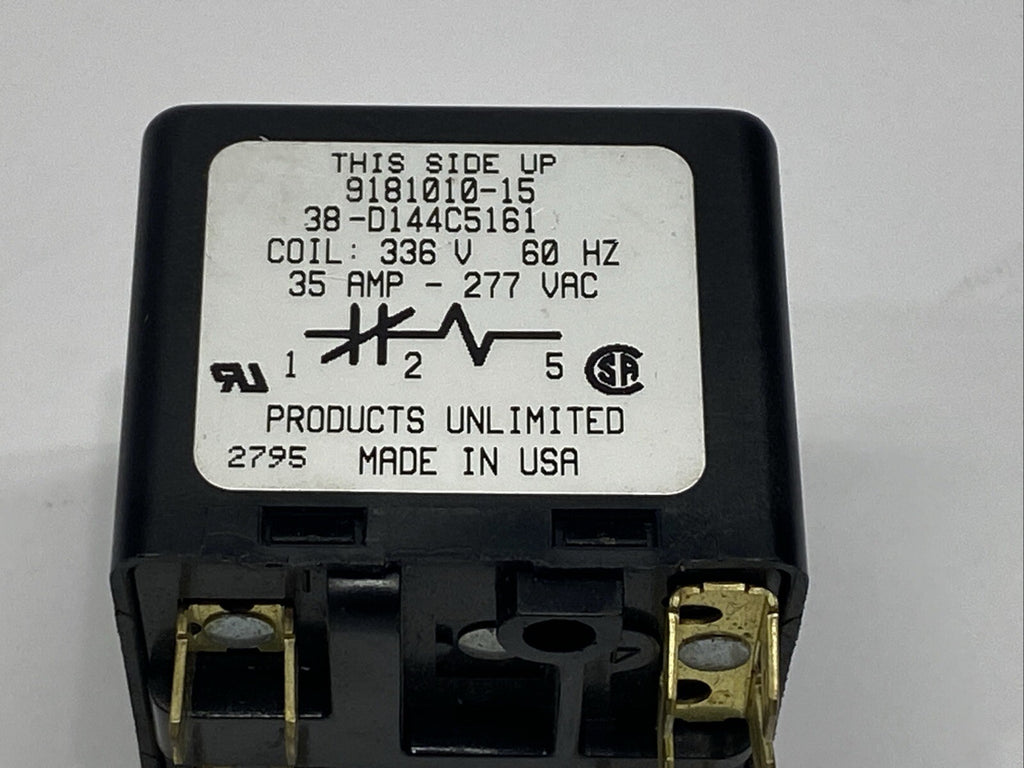 THIS SIDE UP
9181010-15
38-D144C5161
COIL: 336 V 60 HZ
35 AMP - 277 VAC
1 2 5
PRODUCTS UNLIMITED
2795 MADE IN USA